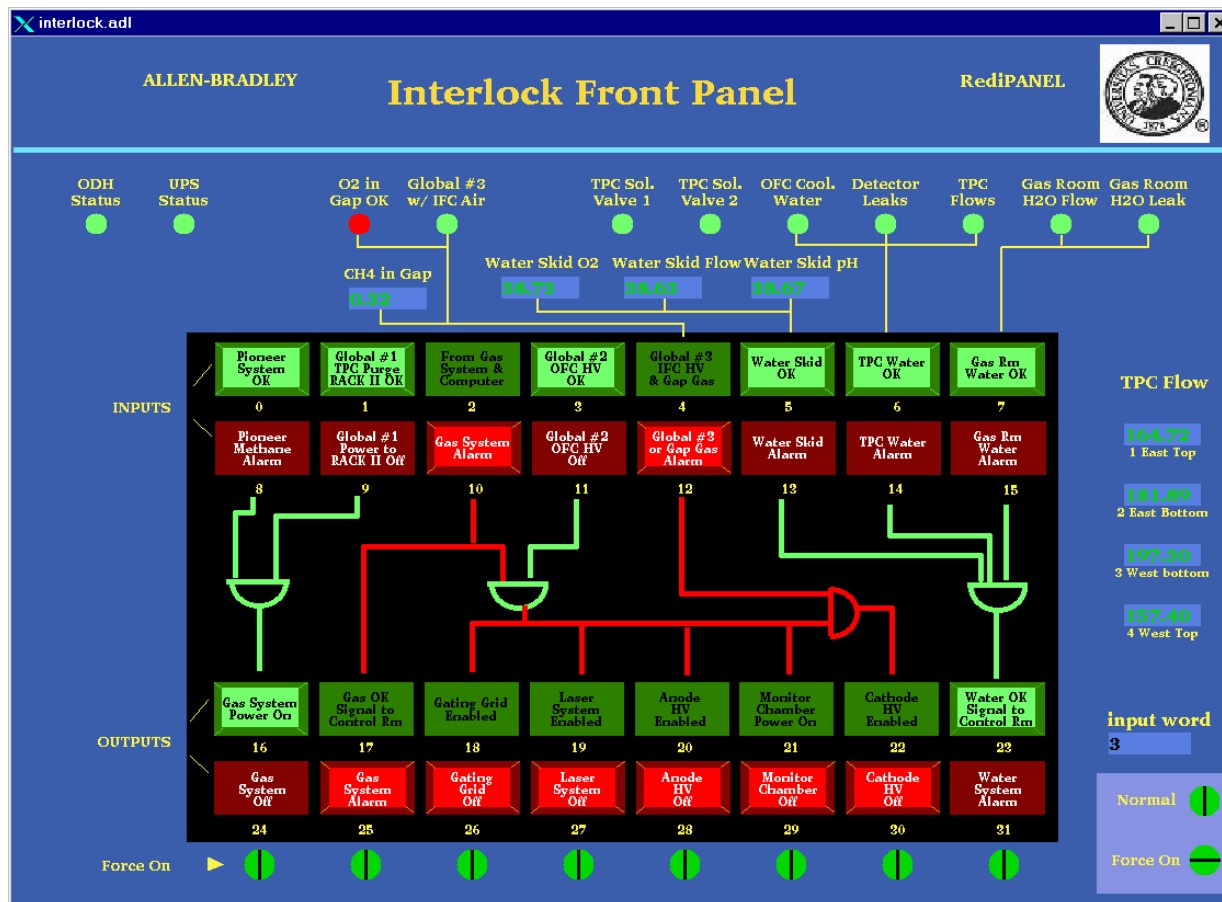 interlock.adl
ALLEN-BRADLEY
Interlock Front Panel
RediPANEL
UNIVERSITAS CREIGHTONIANA
1878
®
ODH
Status
UPS
Status
O2 in
Gap OK
Global #3
w/ IFC Air
TPC Sol.
Valve 1
TPC Sol.
Valve 2
OFC Cool.
Water
Detector
Leaks
TPC
Flows
Gas Room
H2O Flow
Gas Room
H2O Leak
CH4 in Gap
0.32
Water Skid O2
38.73
Water Skid Flow
38.63
Water Skid pH
38.67
INPUTS
Pioneer
System
OK
0
Global #1
TPC Purge
RACK II OK
1
From Gas
System &
Computer
2
Global #2
OFC HV
OK
3
Global #3
IFC HV
& Gap Gas
4
Water Skid
OK
5
TPC Water
OK
6
Gas Rm
Water OK
7
Pioneer
Methane
Alarm
8
Global #1
Power to
RACK II Off
9
Gas System
Alarm
10
Global #2
OFC HV
Off
11
Global #3
or Gap Gas
Alarm
12
Water Skid
Alarm
13
TPC Water
Alarm
14
Gas Rm
Water
Alarm
15
TPC Flow
164.72
1 East Top
181.89
2 East Bottom
197.30
3 West bottom
157.40
4 West Top
OUTPUTS
Gas System
Power On
16
Gas OK
Signal to
Control Rm
17
Gating Grid
Enabled
18
Laser
System
Enabled
19
Anode
HV
Enabled
20
Monitor
Chamber
Power On
21
Cathode
HV
Enabled
22
Water OK
Signal to
Control Rm
23
Gas
System
Off
24
Gas
System
Alarm
25
Gating
Grid
Off
26
Laser
System
Off
27
Anode
HV
Off
28
Monitor
Chamber
Off
29
Cathode
HV
Off
30
Water
System
Alarm
31
input word
3
Normal
Force On
Force On